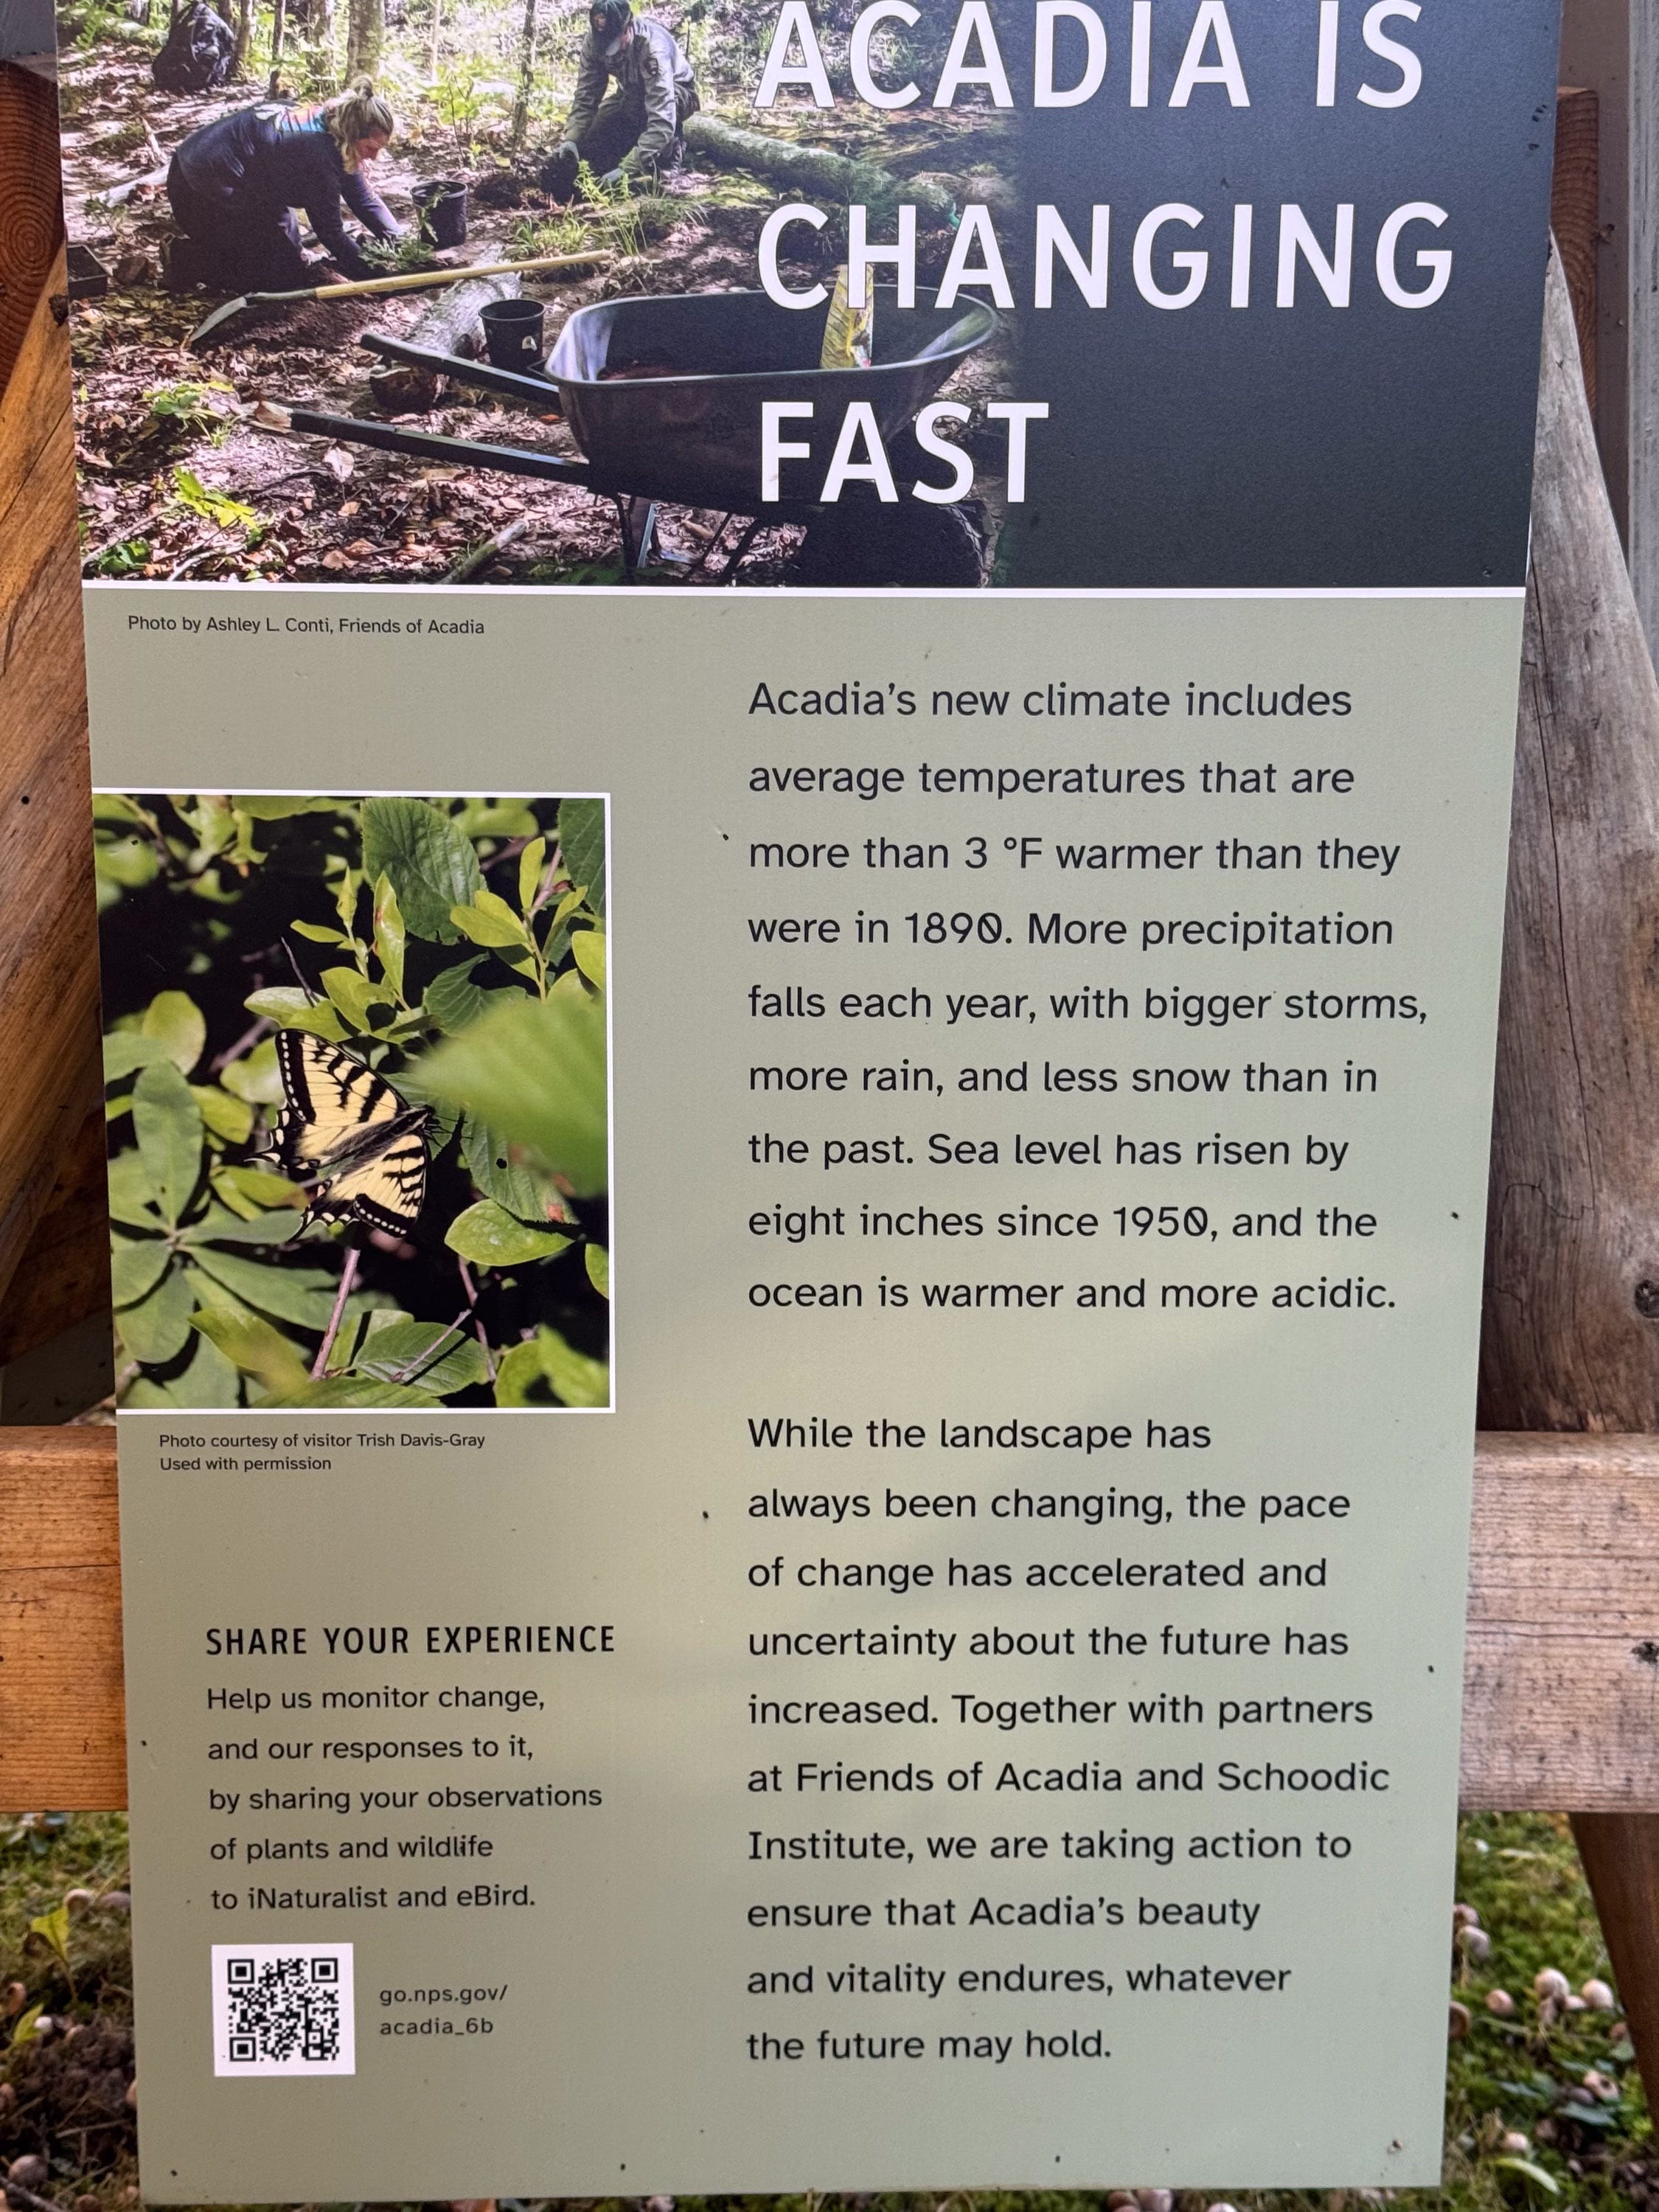 ACADIA IS
CHANGING
FAST
Photo by Ashley L. Conti, Friends of Acadia
Acadia’s new climate includes
average temperatures that are
more than 3 °F warmer than they
were in 1890. More precipitation
falls each year, with bigger storms,
more rain, and less snow than in
the past. Sea level has risen by
eight inches since 1950, and the
ocean is warmer and more acidic.
While the landscape has
always been changing, the pace
of change has accelerated and
uncertainty about the future has
increased. Together with partners
at Friends of Acadia and Schoodic
Institute, we are taking action to
ensure that Acadia’s beauty
and vitality endures, whatever
the future may hold.
Photo courtesy of visitor Trish Davis-Gray
Used with permission
SHARE YOUR EXPERIENCE
Help us monitor change,
and our responses to it,
by sharing your observations
of plants and wildlife
to iNaturalist and eBird.
go.nps.gov/
acadia_6b